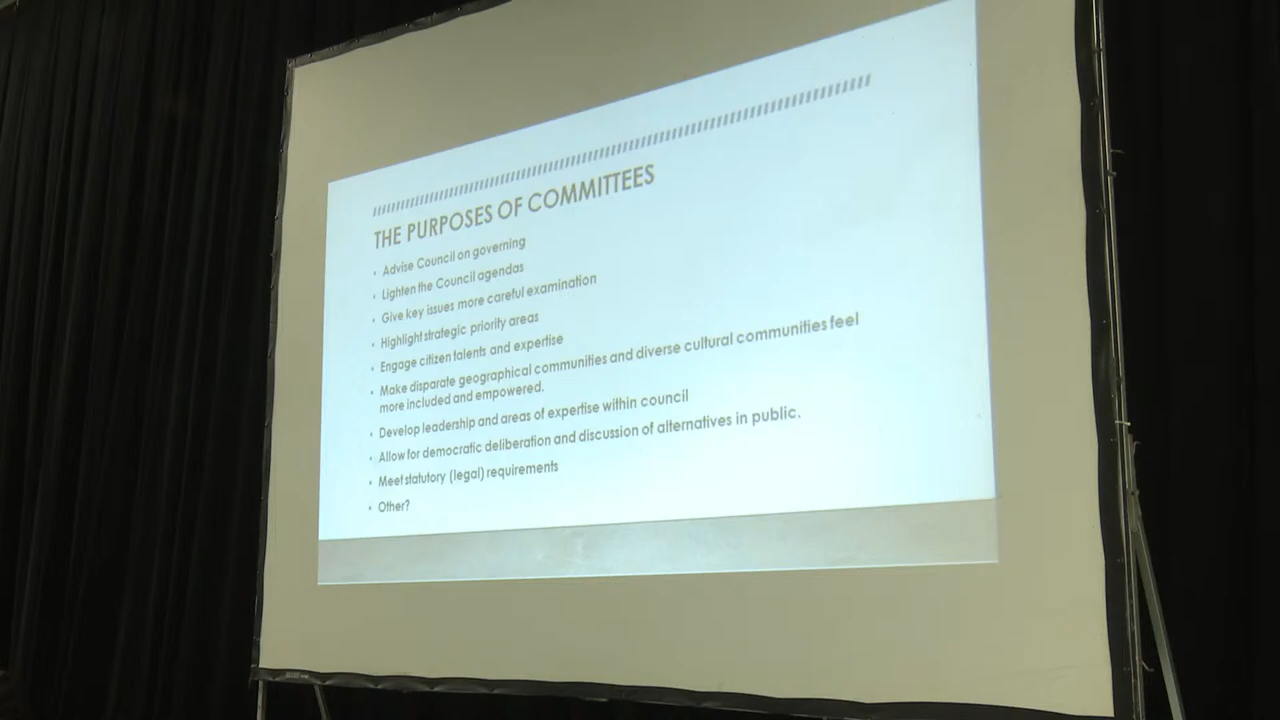 THE PURPOSES OF COMMITTEES
• Advise Council on governing
• Lighten the Council agendas
• Give key issues more careful examination
• Highlight strategic priority areas
• Engage citizen talents and expertise
• Make disparate geographical communities and diverse cultural communities feel
more included and empowered.
• Develop leadership and areas of expertise within council
• Allow for democratic deliberation and discussion of alternatives in public.
• Meet statutory (legal) requirements
• Other?